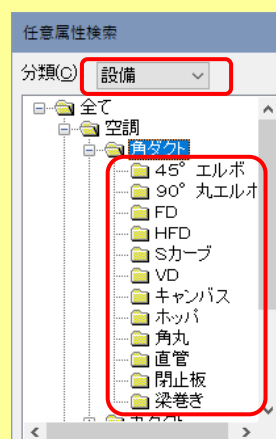 任意属性検索
分類(C) 設備
全て
空調
角ダクト
45° エルボ
90° 丸エルボ
FD
HFD
Sカーブ
VD
キャンバス
ホッパ
角丸
直管
閉止板
梁巻き